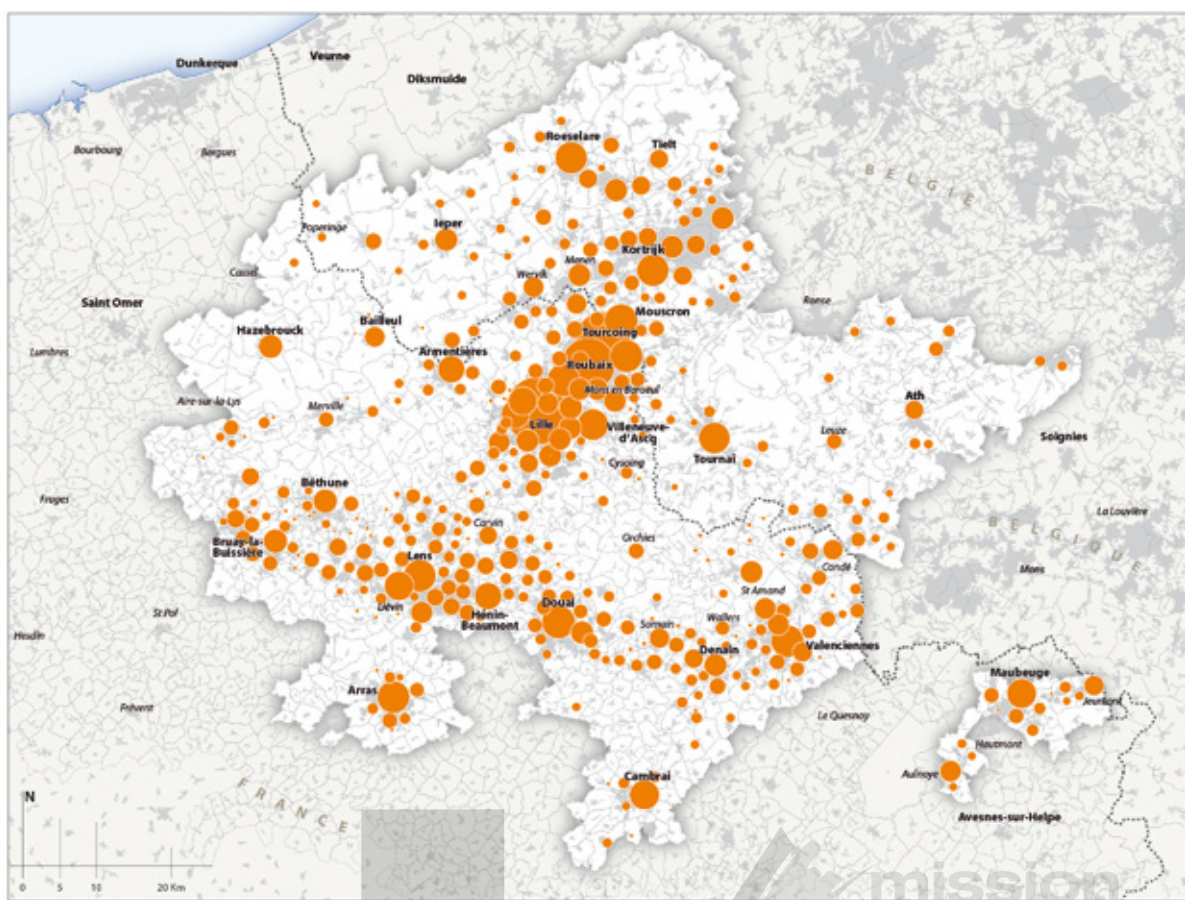 Dunkerque
Veurne
Diksmuide
Bourbourg
Bergues
BELGIË
Roeselare
Tielt
Poperinge
Ieper
Kortrijk
Menen
Cassel
Wervik
Saint Omer
Ronse
Mouscron
Hazebrouck
Bailleul
Tourcoing
Armentières
Lumbres
Roubaix
Mons en Baroeul
Aire-sur-la-Lys
Merville
Ath
Lille
Villeneuve-
d'Ascq
Leuze
Soignies
Tournai
Cysoing
Béthune
Fruges
La Louvière
Carvin
BELGIQUE
Orchies
Bruay-la-
Buissière
Lens
Condé
Mons
St Amand
Liévin
Douai
St Pol
Hénin-
Beaumont
Somain
Wallers
Hesdin
Denain
Valenciennes
Maubeuge
Arras
Jeumont
Frévent
Le Quesnoy
Hautmont
Aulnoye
Cambrai
FRANCE
N
Avesnes-sur-Helpe
0 5 10 20 Km
mission